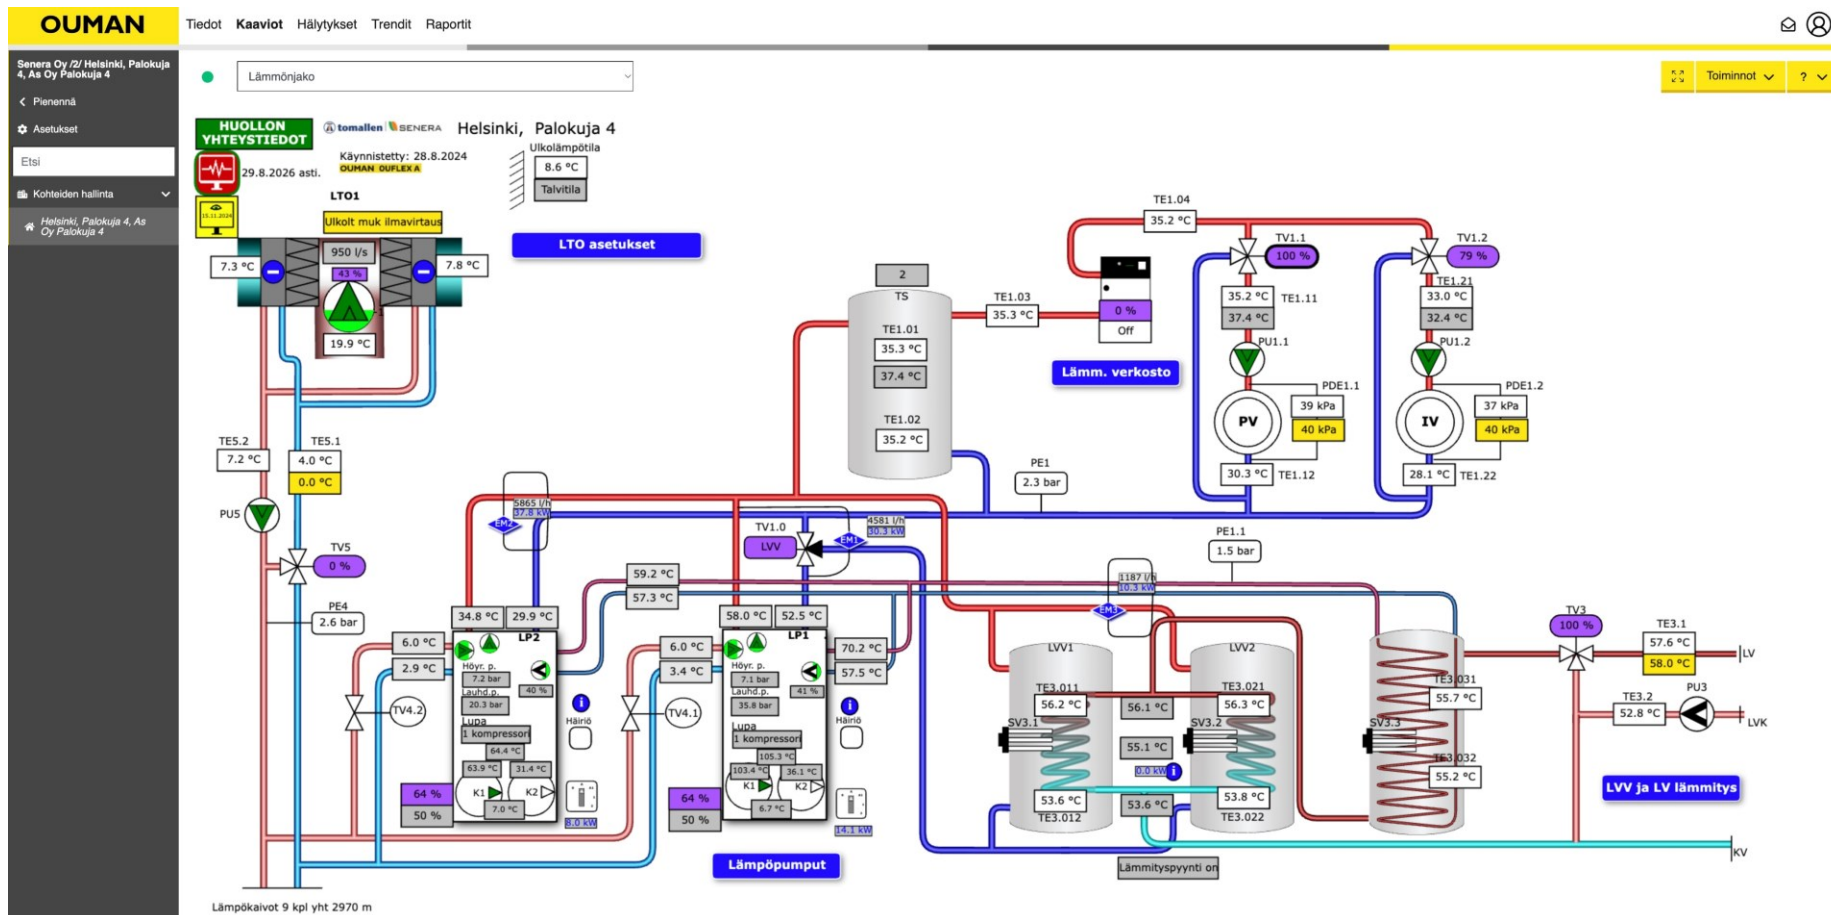 OUMAN
Tiedot Kaaviot Hälytykset Trendit Raportit
Senera Oy /2/ Helsinki, Palokuja
4, As Oy Palokuja 4
Pienennä
Asetukset
Etsi
Kohteiden hallinta
Helsinki, Palokuja 4, As
Oy Palokuja 4
Lämmönjako
Toiminnot
?
HUOLLON
YHTEYSTIEDOT
tomallen SENERA
Helsinki, Palokuja 4
Käynnistetty: 28.8.2024
OUMAN OUFLEX A
29.8.2026 asti.
15.11.2024
Ulkolämpötila
8.6 °C
Talvitila
LTO1
Ulkolt muk ilmavirtaus
LTO asetukset
950 l/s
43 %
7.3 °C
7.8 °C
19.9 °C
TE5.2
7.2 °C
TE5.1
4.0 °C
0.0 °C
PU5
TV5
0 %
PE4
2.6 bar
2
TS
TE1.01
35.3 °C
37.4 °C
TE1.02
35.2 °C
TE1.03
35.3 °C
TE1.04
35.2 °C
0 %
Off
Lämm. verkosto
TV1.1
100 %
35.2 °C
TE1.11
37.4 °C
PU1.1
PDE1.1
39 kPa
40 kPa
PV
30.3 °C
TE1.12
TV1.2
79 %
TE1.21
33.0 °C
32.4 °C
PU1.2
PDE1.2
37 kPa
40 kPa
IV
28.1 °C
TE1.22
PE1
2.3 bar
5865 l/h
37.8 kW
EM2
TV1.0
LVV
4581 l/h
30.3 kW
EM1
59.2 °C
57.3 °C
PE1.1
1.5 bar
1187 l/h
10.3 kW
EM3
34.8 °C
29.9 °C
LP2
6.0 °C
2.9 °C
Höyr. p.
7.2 bar
Lauhd.p.
20.3 bar
40 %
Lupa
1 kompressori
64.4 °C
63.9 °C
31.4 °C
K1
K2
7.0 °C
TV4.2
64 %
50 %
Häiriö
8.0 kW
58.0 °C
52.5 °C
LP1
6.0 °C
3.4 °C
70.2 °C
57.5 °C
Höyr. p.
7.1 bar
Lauhd.p.
35.8 bar
41 %
Lupa
1 kompressori
105.3 °C
103.4 °C
36.1 °C
K1
K2
6.7 °C
TV4.1
64 %
50 %
Häiriö
14.1 kW
Lämpöpumput
LVV1
TE3.011
56.2 °C
SV3.1
53.6 °C
TE3.012
56.1 °C
55.1 °C
0.0 kW
53.6 °C
LVV2
TE3.021
56.3 °C
SV3.2
53.8 °C
TE3.022
Lämmityspyynti on
TE3.031
55.7 °C
SV3.3
TE3.032
55.2 °C
TV3
100 %
TE3.1
57.6 °C
58.0 °C
LV
TE3.2
52.8 °C
PU3
LVK
LVV ja LV lämmitys
KV
Lämpökaivot 9 kpl yht 2970 m